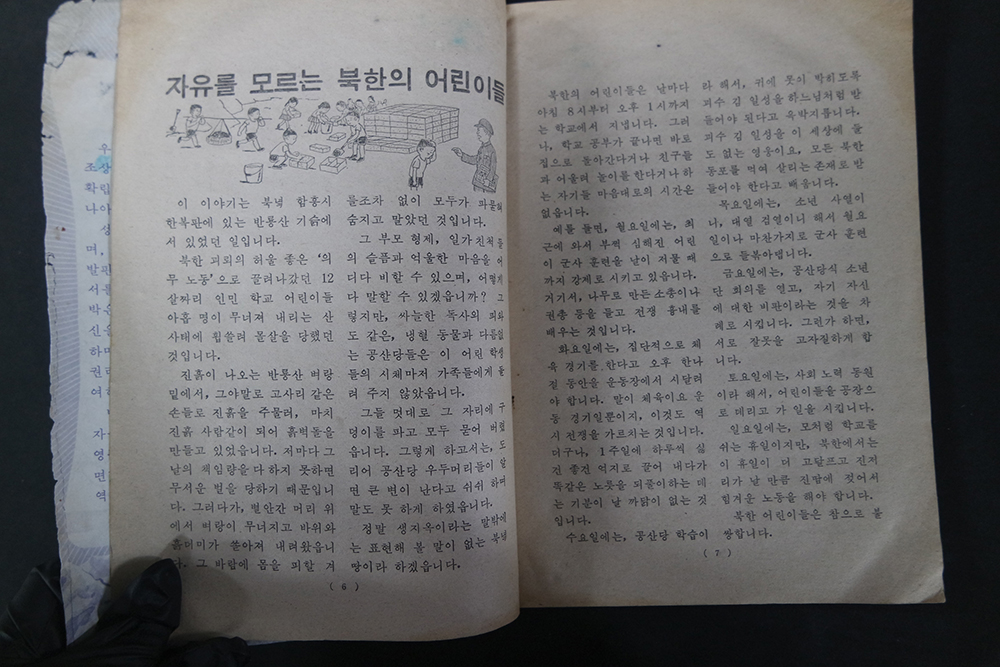 자유를 모르는 북한의 어린이들
이 이야기는 북녘 함흥시
한복판에 있는 반룡산 기슭에
서 있었던 일입니다.
북한 괴뢰의 허울 좋은 '의
무 노동'으로 끌려나갔던 12
살짜리 인민 학교 어린이들
아홉 명이 무너져 내리는 산
사태에 휩쓸려 몰살을 당했던
것입니다.
진흙이 나오는 반룡산 벼랑
밑에서, 그야말로 고사리 같은
손들로 진흙을 주물러, 마치
진흙 사람같이 되어 흙벽돌을
만들고 있었읍니다. 저마다 그
날의 책임량을 다 하지 못하면
무서운 벌을 당하기 때문입니
다. 그러다가, 별안간 머리 위
에서 벼랑이 무너지고 바위와
흙더미가 쏟아져 내려왔읍니
다. 그 바람에 몸을 피할 겨
를조차 없이 모두가 파묻혀
숨지고 말았던 것입니다.
그 부모 형제, 일가 친척들
의 슬픔과 억울한 마음을 어
디다 비할 수 있으며, 어떻게
다 말할 수 있겠읍니까? 그
렇지만, 싸늘한 독사의 피와
도 같은, 냉혈 동물과 다름없
는 공산당들은 이 어린 학생
들의 시체마저 가족들에게 돌
려 주지 않았읍니다.
그들 멋대로 그 자리에 구
덩이를 파고 모두 묻어 버렸
읍니다. 그렇게 하고서는, 도
리어 공산당 우두머리들이 알
면 큰 변이 난다고 쉬쉬 하며
말도 못 하게 하였읍니다.
정말 생지옥이라는 말밖에
는 표현해 볼 말이 없는 북녘
땅이라 하겠읍니다.
( 6 )
북한의 어린이들은 날마다
아침 8시부터 오후 1시까지
는 학교에서 지냅니다. 그러
나, 학교 공부가 끝나면 바로
집으로 돌아간다거나 친구들
과 어울려 놀이를 한다거나 하
는 자기들 마음대로의 시간은
없읍니다.
예를 들면, 월요일에는, 최
근에 와서 부쩍 심해진 어린
이 군사 훈련을 날이 저물 때
까지 강제로 시키고 있읍니다.
거기서, 나무로 만든 소총이나
권총 등을 들고 전쟁 흉내를
배우는 것입니다.
화요일에는, 집단적으로 체
육 경기를 한다고 오후 한나
절 동안을 운동장에서 시달려
야 합니다. 말이 체육이요 운
동 경기일뿐이지, 이것도 역
시 전쟁을 가르치는 것입니다.
더구나, 1주일에 하루씩 싫
건 좋건 억지로 끌어 내다가
똑같은 노릇을 되풀이하는 데
는 기분이 날 까닭이 없는 것
입니다.
수요일에는, 공산당 학습이
라 해서, 귀에 못이 박히도록
괴수 김 일성을 하느님처럼 받
들어야 된다고 윽박지릅니다.
괴수 김 일성을 이 세상에 둘
도 없는 영웅이요, 모든 북한
동포를 먹여 살리는 존재로 받
들어야 한다고 배웁니다.
목요일에는, 소년 사열이
나, 대열 검열이니 해서 월요
일이나 마찬가지로 군사 훈련
으로 들볶아댑니다.
금요일에는, 공산당식 소년
단 회의를 열고, 자기 자신
에 대한 비판이라는 것을 차
례로 시킵니다. 그런가 하면,
서로 잘못을 고자질하게 합
니다.
토요일에는, 사회 노력 동원
이라 해서, 어린이들을 공장으
로 데리고 가 일을 시킵니다.
일요일에는, 모처럼 학교를
쉬는 휴일이지만, 북한에서는
이 휴일이 더 고달프고 진저
리가 날 만큼 진땀에 젖어서
힘겨운 노동을 해야 합니다.
북한 어린이들은 참으로 불
쌍합니다.
( 7 )